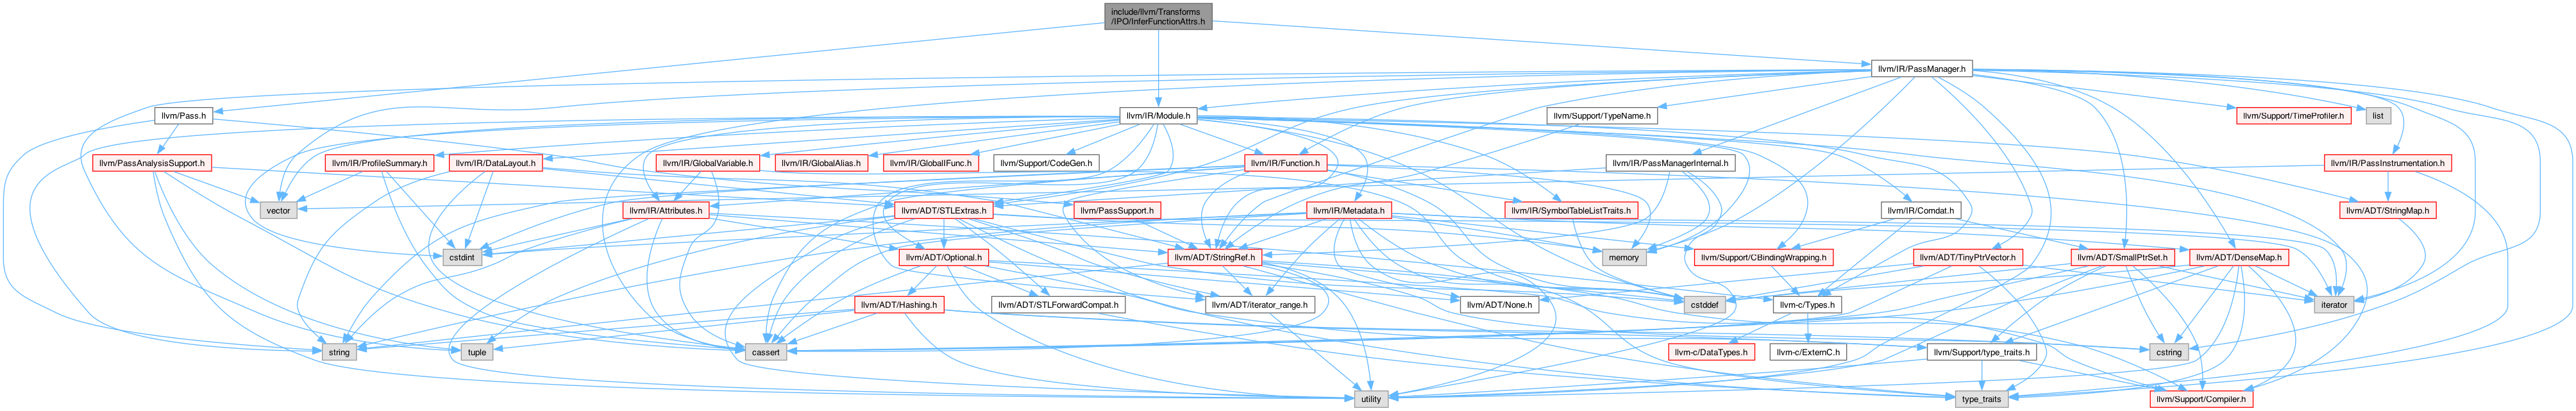 include/llvm/Transforms
/IPO/InferFunctionAttrs.h
llvm/IR/PassManager.h
llvm/Pass.h
llvm/IR/Module.h
llvm/Support/TypeName.h
llvm/Support/TimeProfiler.h
list
llvm/PassAnalysisSupport.h
llvm/IR/ProfileSummary.h
llvm/IR/DataLayout.h
llvm/IR/GlobalVariable.h
llvm/IR/GlobalAlias.h
llvm/IR/GlobalIFunc.h
llvm/Support/CodeGen.h
llvm/IR/Function.h
llvm/IR/PassManagerInternal.h
llvm/IR/PassInstrumentation.h
vector
llvm/IR/Attributes.h
llvm/ADT/STLExtras.h
llvm/PassSupport.h
llvm/IR/Metadata.h
llvm/IR/SymbolTableListTraits.h
llvm/IR/Comdat.h
llvm/ADT/StringMap.h
cstdint
llvm/ADT/Optional.h
llvm/ADT/StringRef.h
memory
llvm/Support/CBindingWrapping.h
llvm/ADT/TinyPtrVector.h
llvm/ADT/SmallPtrSet.h
llvm/ADT/DenseMap.h
llvm/ADT/Hashing.h
llvm/ADT/STLForwardCompat.h
llvm/ADT/iterator_range.h
llvm/ADT/None.h
cstddef
llvm-c/Types.h
iterator
string
tuple
cassert
llvm-c/DataTypes.h
llvm-c/ExternC.h
llvm/Support/type_traits.h
cstring
utility
type_traits
llvm/Support/Compiler.h